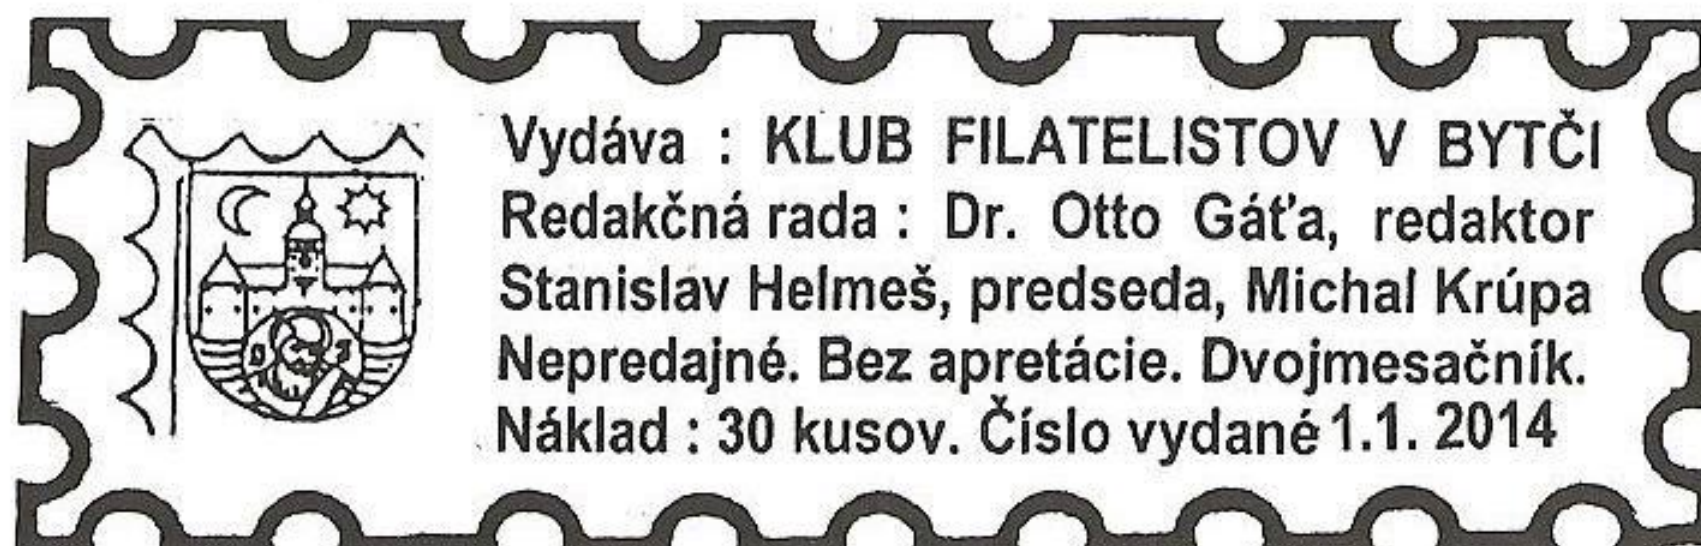 Vydáva : KLUB FILATELISTOV V BYTČI
Redakčná rada : Dr. Otto Gáťa, redaktor
Stanislav Helmeš, predseda, Michal Krúpa
Nepredajné. Bez apretácie. Dvojmesačník.
Náklad : 30 kusov. Číslo vydané 1.1. 2014